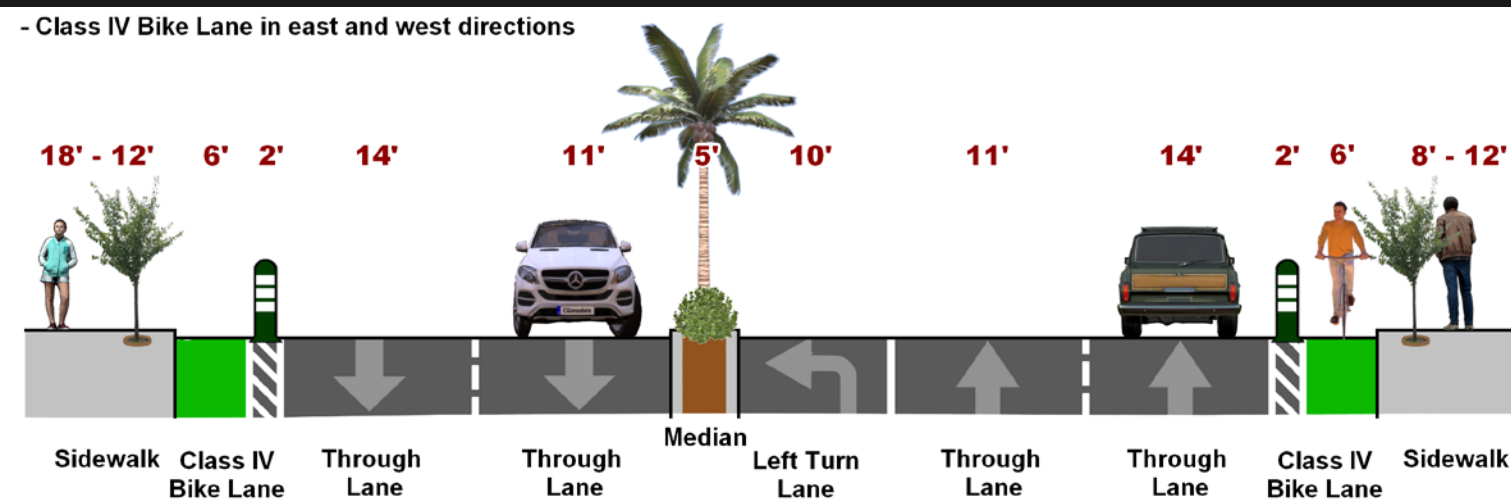 - Class IV Bike Lane in east and west directions
18' - 12' 6' 2' 14' 11' 5' 10' 11' 14' 2' 6' 8' - 12'
Median
Sidewalk Class IV Through Through Left Turn Through Through Class IV Sidewalk
Bike Lane Lane Lane Lane Lane Lane Bike Lane